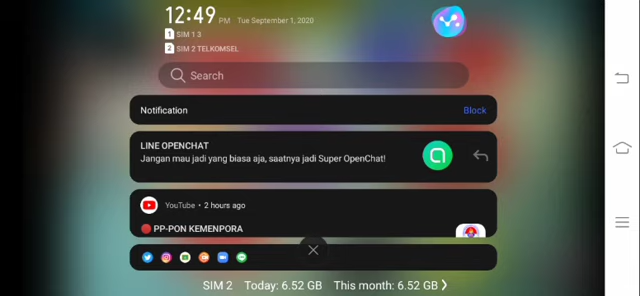 12:49 PM Tue September 1, 2020
1 SIM 1 3
2 SIM 2 TELKOMSEL
Search
Notification Block
LINE OPENCHAT
Jangan mau jadi yang biasa aja, saatnya jadi Super OpenChat!
YouTube • 2 hours ago
🔴 PP-PON KEMENPORA
SIM 2 Today: 6.52 GB This month: 6.52 GB